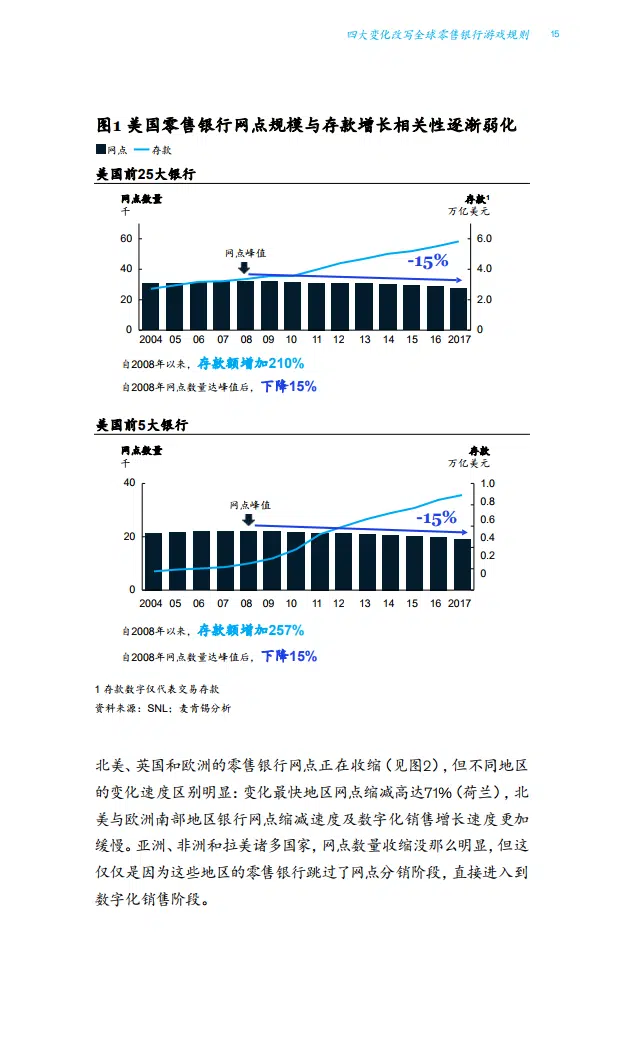 四大变化改写全球零售银行游戏规则 15
图1 美国零售银行网点规模与存款增长相关性逐渐弱化
网点 存款
美国前25大银行
网点数量 存款1
千 万亿美元
网点峰值
-15%
60 6.0
40 4.0
20 2.0
0 0
2004 05 06 07 08 09 10 11 12 13 14 15 16 2017
自2008年以来，存款额增加210%
自2008年网点数量达峰值后，下降15%
美国前5大银行
网点数量 存款
千 万亿美元
网点峰值
-15%
40 1.0
0.8
0.6
20 0.4
0.2
0 0
2004 05 06 07 08 09 10 11 12 13 14 15 16 2017
自2008年以来，存款额增加257%
自2008年网点数量达峰值后，下降15%
1 存款数字仅代表交易存款
资料来源：SNL；麦肯锡分析
北美、英国和欧洲的零售银行网点正在收缩（见图2），但不同地区
的变化速度区别明显：变化最快地区网点缩减高达71%（荷兰），北
美与欧洲南部地区银行网点缩减速度及数字化销售增长速度更加
缓慢。亚洲、非洲和拉美诸多国家，网点数量收缩没那么明显，但这
仅仅是因为这些地区的零售银行跳过了网点分销阶段，直接进入到
数字化销售阶段。